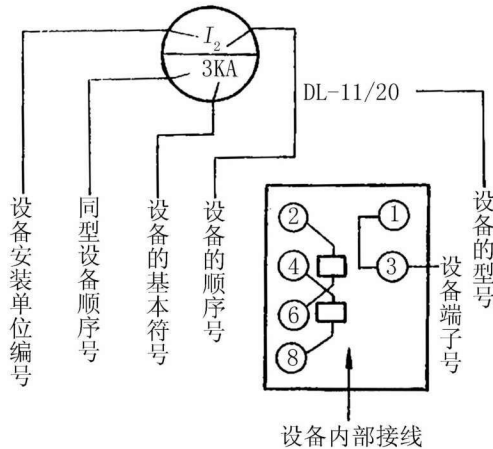 I₂
3KA
DL-11/20
设备安装单位编号
同型设备顺序号
设备的基本符号
设备的顺序号
设备的型号
②
①
④
③
⑥
⑧
设备端子号
设备内部接线